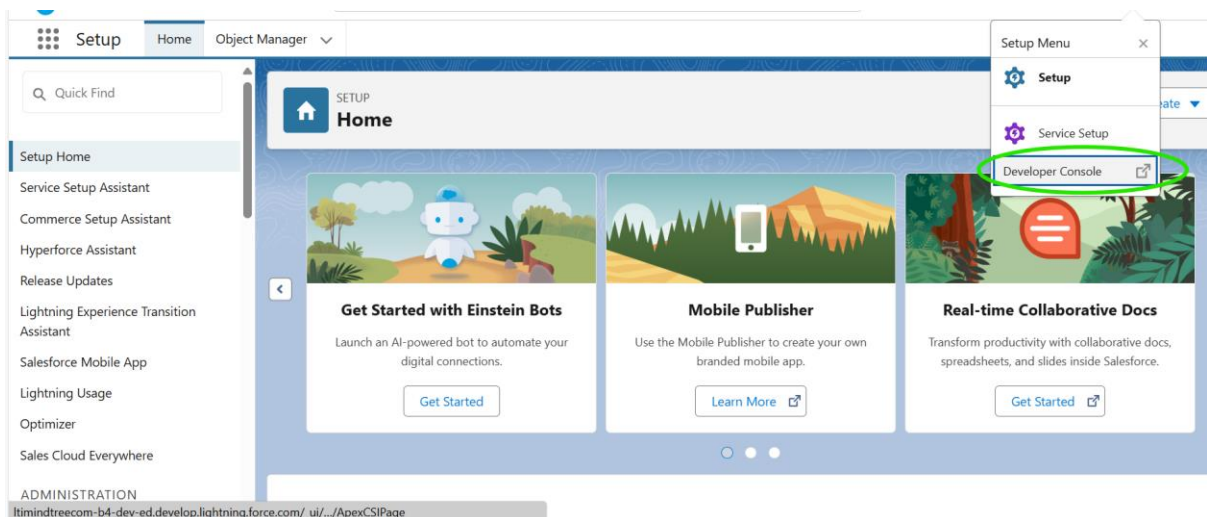 Setup
Home
Object Manager
Setup Menu
Setup
Service Setup
Developer Console
Quick Find
SETUP
Home
eate
Setup Home
Service Setup Assistant
Commerce Setup Assistant
Hyperforce Assistant
Release Updates
Lightning Experience Transition
Assistant
Salesforce Mobile App
Lightning Usage
Optimizer
Sales Cloud Everywhere
ADMINISTRATION
Get Started with Einstein Bots
Launch an AI-powered bot to automate your
digital connections.
Get Started
Mobile Publisher
Use the Mobile Publisher to create your own
branded mobile app.
Learn More
Real-time Collaborative Docs
Transform productivity with collaborative docs,
spreadsheets, and slides inside Salesforce.
Get Started
ltimindtreecom-b4-dev-ed.develop.lightning.force.com/_ui/.../ApexCSIPage